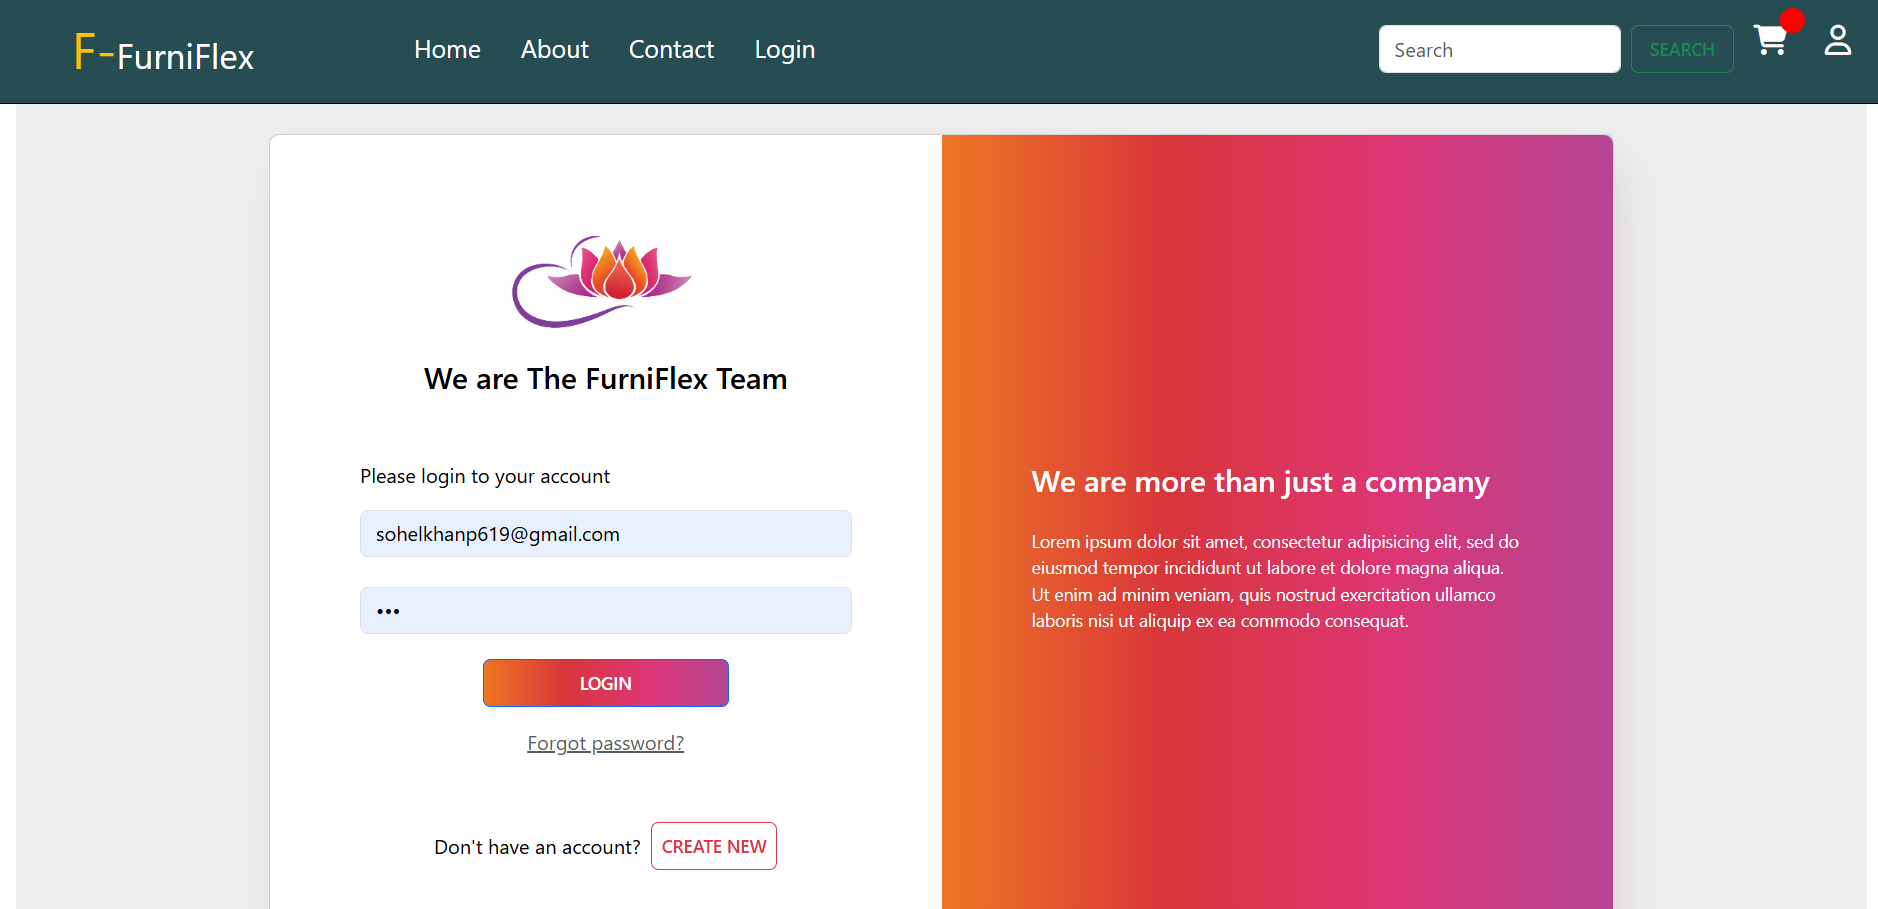 F-FurniFlex
Home About Contact Login
Search SEARCH
We are The FurniFlex Team
Please login to your account
sohelkhanp619@gmail.com
•••
LOGIN
Forgot password?
Don't have an account? CREATE NEW
We are more than just a company
Lorem ipsum dolor sit amet, consectetur adipisicing elit, sed do
eiusmod tempor incididunt ut labore et dolore magna aliqua.
Ut enim ad minim veniam, quis nostrud exercitation ullamco
laboris nisi ut aliquip ex ea commodo consequat.